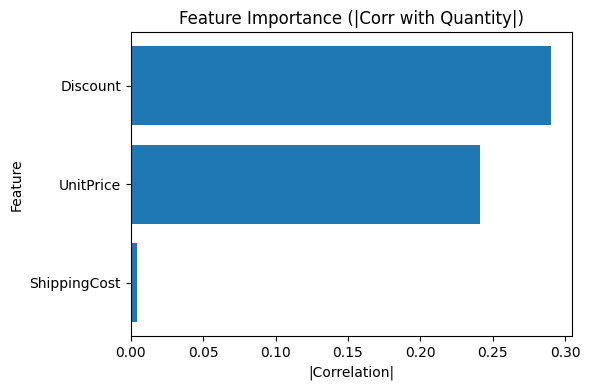 Feature Importance (|Corr with Quantity|)
Feature
Discount
UnitPrice
ShippingCost
0.00 0.05 0.10 0.15 0.20 0.25 0.30
|Correlation|